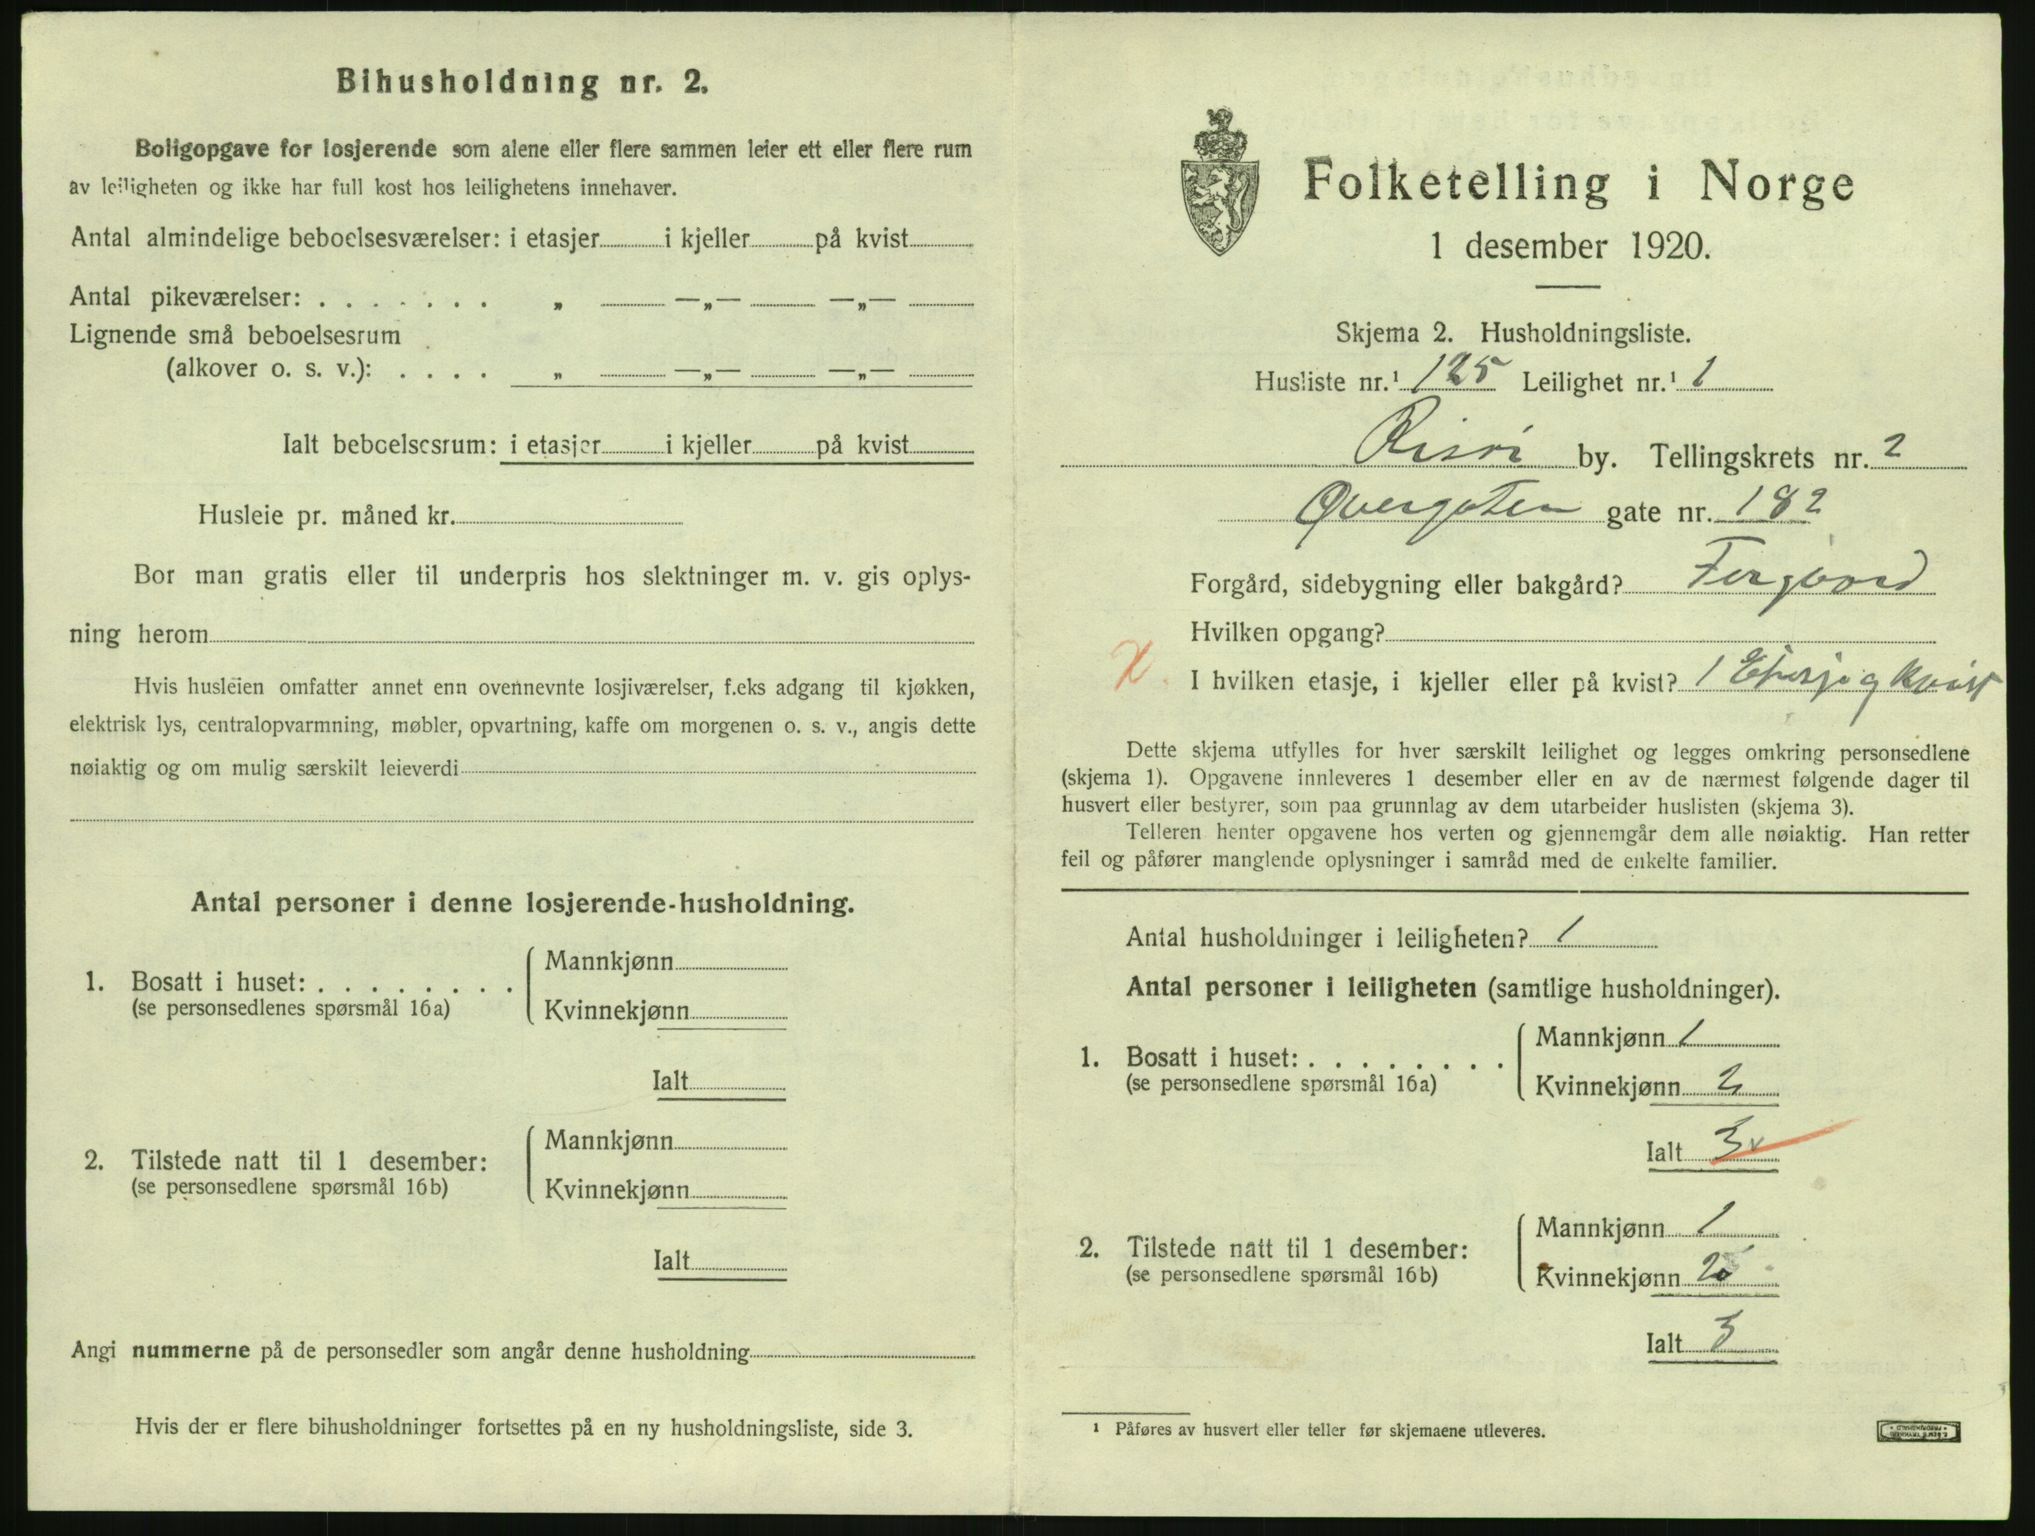 Bihusholdning nr. 2.
Boligopgave for losjerende som alene eller flere sammen leier ett eller flere rum
av leiligheten og ikke har full kost hos leilighetens innehaver.
Antal almindelige beboelsesværelser: i etasjer i kjeller på kvist
Antal pikeværelser: . . . . . . . „ —„— —„—
Lignende små beboelsesrum
(alkover o. s. v.): . . . . „ —„— —„—
Ialt beboelsesrum: i etasjer i kjeller på kvist
Husleie pr. måned kr.
Bor man gratis eller til underpris hos slektninger m. v. gis oplys-
ning herom
Hvis husleien omfatter annet enn ovennevnte losjiværelser, f.eks adgang til kjøkken,
elektrisk lys, centralopvarmning, møbler, opvartning, kaffe om morgenen o. s. v., angis dette
nøiaktig og om mulig særskilt leieverdi
Antal personer i denne losjerende-husholdning.
1. Bosatt i huset: . . . . . . . .
(se personsedlenes spørsmål 16a)
Mannkjønn
Kvinnekjønn
Ialt
2. Tilstede natt til 1 desember:
(se personsedlene spørsmål 16b)
Mannkjønn
Kvinnekjønn
Ialt
Angi nummerne på de personsedler som angår denne husholdning
Hvis der er flere bihusholdninger fortsettes på en ny husholdningsliste, side 3.
Folketelling i Norge
1 desember 1920.
Skjema 2. Husholdningsliste.
Husliste nr.¹ 125 Leilighet nr.¹ 1
Risør by. Tellingskrets nr. 2
Øvergaten gate nr. 182
Forgård, sidebygning eller bakgård? Forgaard
Hvilken opgang?
X. I hvilken etasje, i kjeller eller på kvist? 1 Etasje og kvist
Dette skjema utfylles for hver særskilt leilighet og legges omkring personsedlene
(skjema 1). Opgavene innleveres 1 desember eller en av de nærmest følgende dager til
husvert eller bestyrer, som paa grunnlag av dem utarbeider huslisten (skjema 3).
Telleren henter opgavene hos verten og gjennemgår dem alle nøiaktig. Han retter
feil og påfører manglende oplysninger i samråd med de enkelte familier.
Antal husholdninger i leiligheten? 1
Antal personer i leiligheten (samtlige husholdninger).
1. Bosatt i huset: . . . . . . . .
(se personsedlene spørsmål 16a)
Mannkjønn 1
Kvinnekjønn 2
Ialt 3
2. Tilstede natt til 1 desember:
(se personsedlene spørsmål 16b)
Mannkjønn 1
Kvinnekjønn 2
Ialt 3
¹ Påføres av husvert eller teller før skjemaene utleveres.